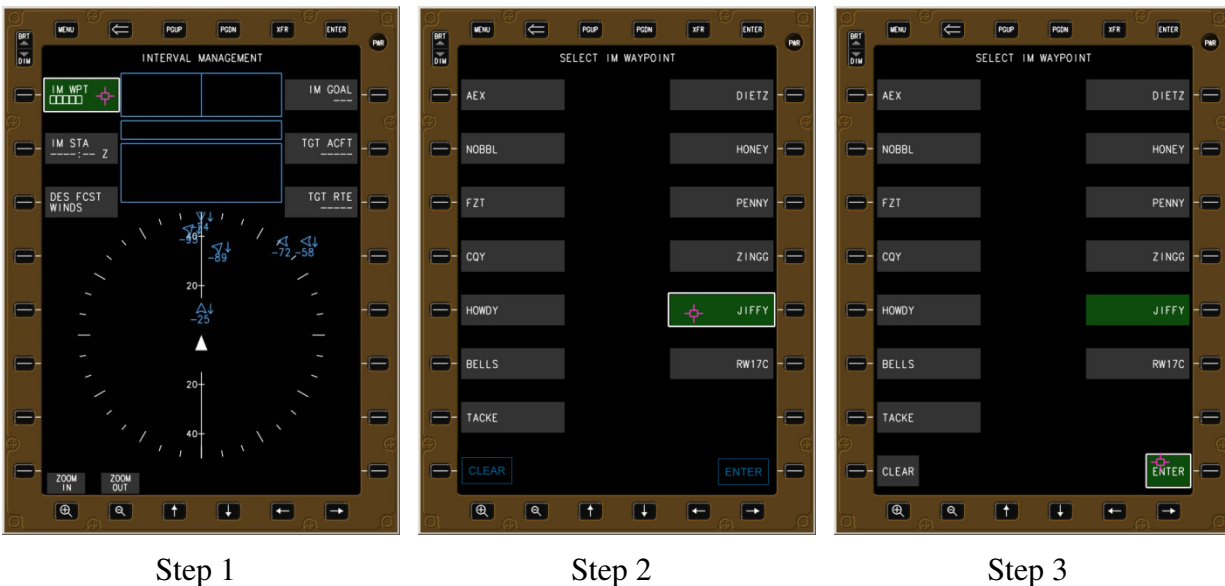 MENU PGUP PGDN XFR ENTER
BRT
DIM
PWR
INTERVAL MANAGEMENT
IM WPT
IM GOAL
---
IM STA
----:-- Z
TGT ACFT
-----
DES FCST
WINDS
TGT RTE
-----
-74
-95
40
-89
-72
-58
20
-25
20
40
ZOOM
IN
ZOOM
OUT
Step 1
MENU PGUP PGDN XFR ENTER
BRT
DIM
PWR
SELECT IM WAYPOINT
AEX DIETZ
NOBBL HONEY
FZT PENNY
CQY ZINGG
HOWDY JIFFY
BELLS RW17C
TACKE
CLEAR ENTER
Step 2
MENU PGUP PGDN XFR ENTER
BRT
DIM
PWR
SELECT IM WAYPOINT
AEX DIETZ
NOBBL HONEY
FZT PENNY
CQY ZINGG
HOWDY JIFFY
BELLS RW17C
TACKE
CLEAR ENTER
Step 3